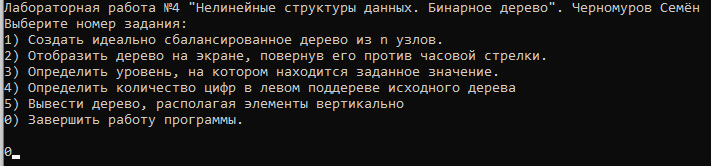 Лабораторная работа №4 "Нелинейные структуры данных. Бинарное дерево". Черномуров Семён
Выберите номер задания:
1) Создать идеально сбалансированное дерево из n узлов.
2) Отобразить дерево на экране, повернув его против часовой стрелки.
3) Определить уровень, на котором находится заданное значение.
4) Определить количество цифр в левом поддереве исходного дерева
5) Вывести дерево, располагая элементы вертикально
0) Завершить работу программы.
0